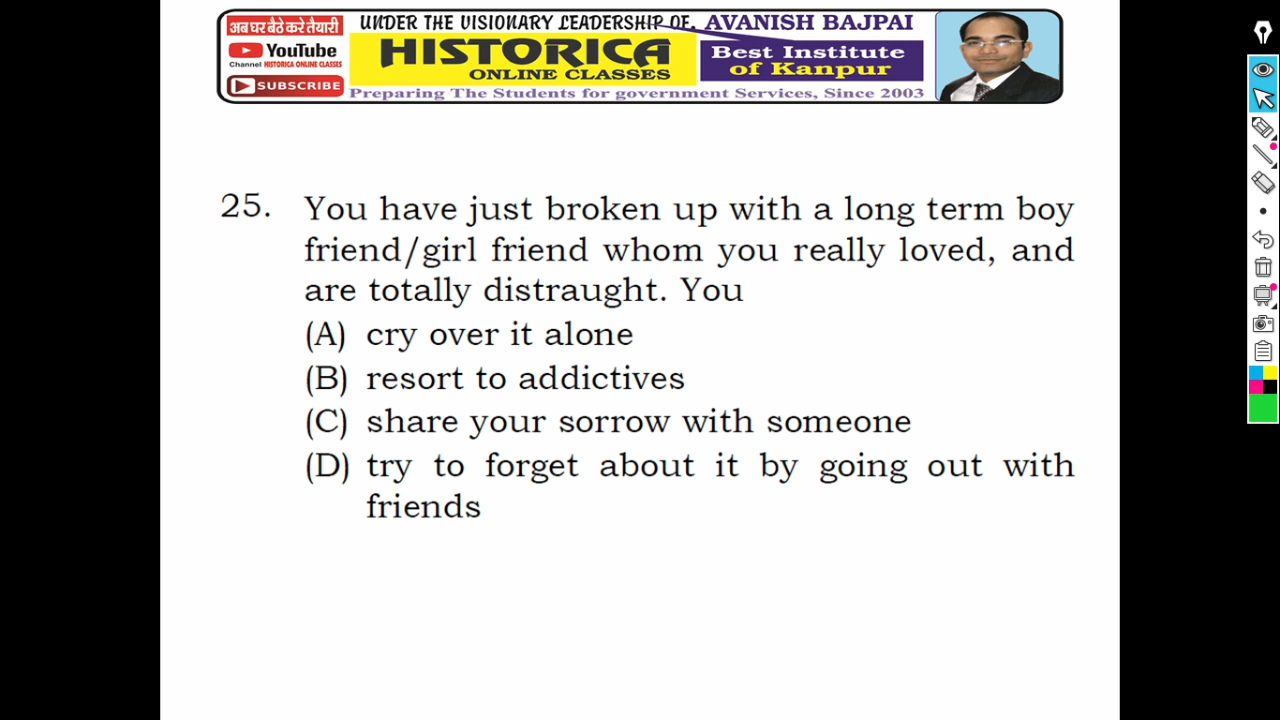 अब घर बैठे करे तैयारी
YouTube
Channel HISTORICA ONLINE CLASSES
SUBSCRIBE
UNDER THE VISIONARY LEADERSHIP OF. AVANISH BAJPAI
HISTORICA
ONLINE CLASSES
Best Institute
of Kanpur
Preparing The Students for government Services, Since 2003
25. You have just broken up with a long term boy
friend/girl friend whom you really loved, and
are totally distraught. You
(A) cry over it alone
(B) resort to addictives
(C) share your sorrow with someone
(D) try to forget about it by going out with
friends